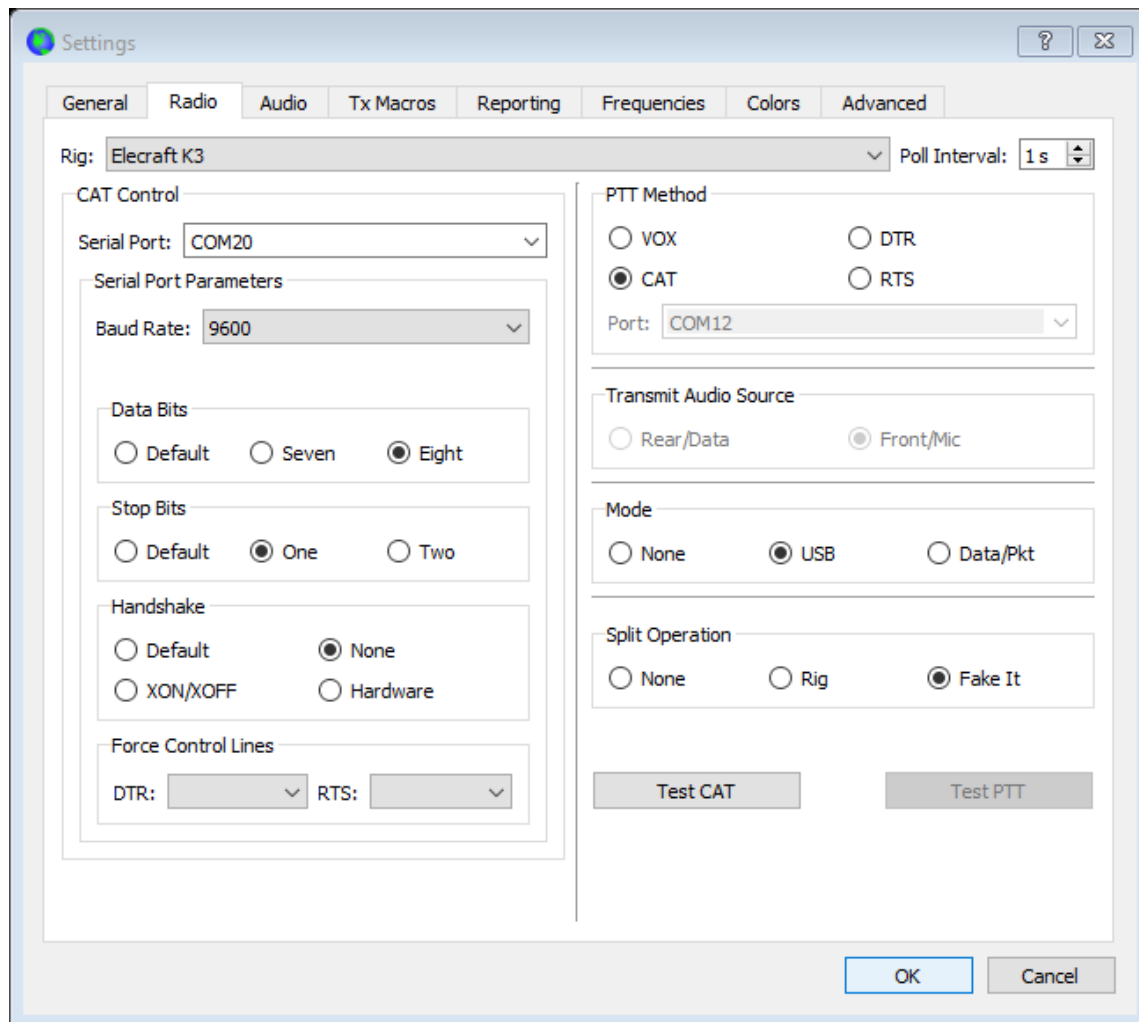 Settings
General Radio Audio Tx Macros Reporting Frequencies Colors Advanced
Rig: Elecraft K3 Poll Interval: 1 s
CAT Control
Serial Port: COM20
Serial Port Parameters
Baud Rate: 9600
Data Bits
Default Seven Eight
Stop Bits
Default One Two
Handshake
Default None
XON/XOFF Hardware
Force Control Lines
DTR: RTS:
PTT Method
VOX DTR
CAT RTS
Port: COM12
Transmit Audio Source
Rear/Data Front/Mic
Mode
None USB Data/Pkt
Split Operation
None Rig Fake It
Test CAT Test PTT
OK Cancel